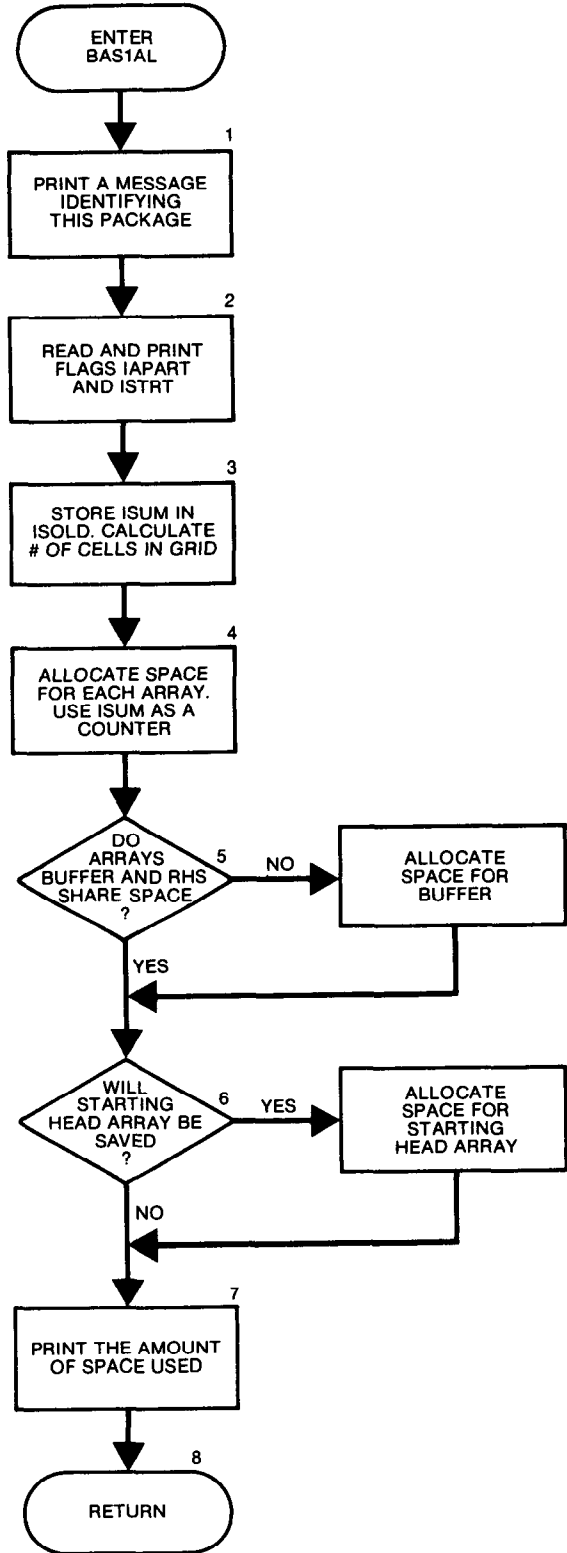 ENTER
BAS1AL
1
PRINT A MESSAGE
IDENTIFYING
THIS PACKAGE
2
READ AND PRINT
FLAGS IAPART
AND ISTRT
3
STORE ISUM IN
ISOLD. CALCULATE
# OF CELLS IN GRID
4
ALLOCATE SPACE
FOR EACH ARRAY.
USE ISUM AS A
COUNTER
DO
ARRAYS
BUFFER AND RHS
SHARE SPACE
?
5
NO
ALLOCATE
SPACE FOR
BUFFER
YES
WILL
STARTING
HEAD ARRAY BE
SAVED
?
6
YES
ALLOCATE
SPACE FOR
STARTING
HEAD ARRAY
NO
7
PRINT THE AMOUNT
OF SPACE USED
8
RETURN